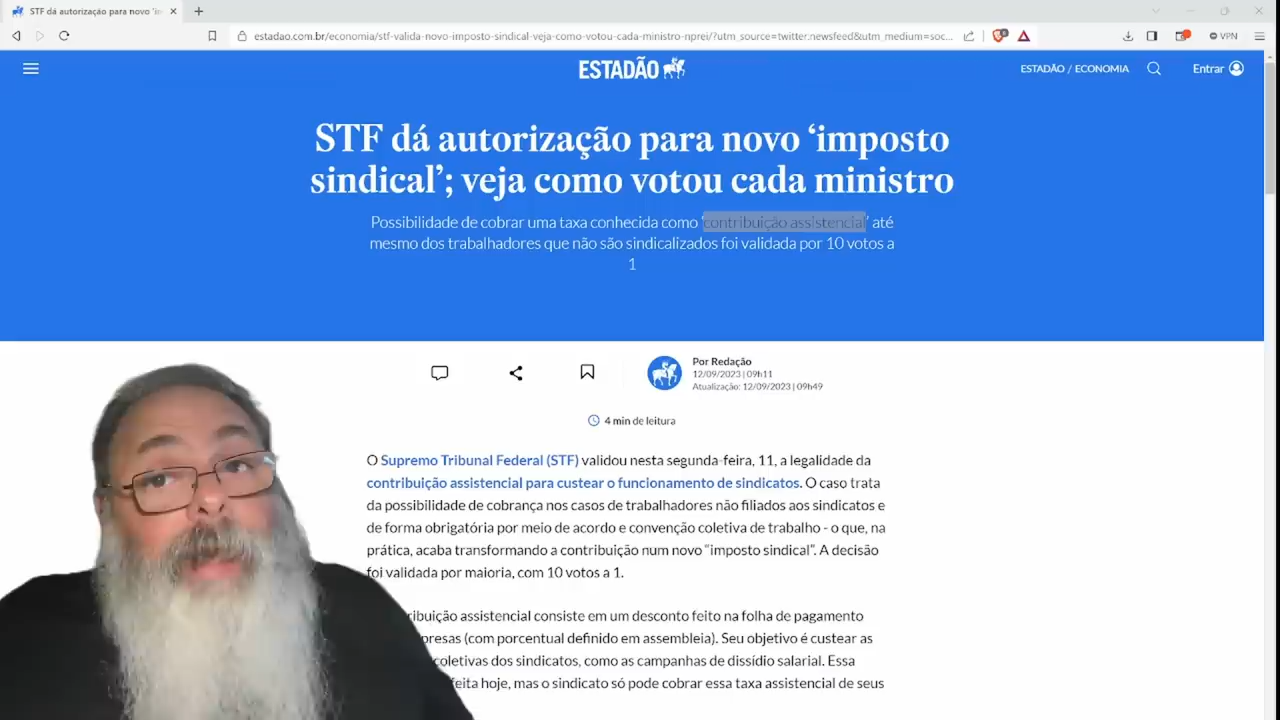 STF dá autorização para novo 'im
estadao.com.br/economia/stf-valida-novo-imposto-sindical-veja-como-votou-cada-ministro-nprei/?utm_source=twitter:newsfeed&utm_medium=soc...
VPN
ESTADÃO
ESTADÃO / ECONOMIA
Entrar
STF dá autorização para novo ‘imposto
sindical’; veja como votou cada ministro
Possibilidade de cobrar uma taxa conhecida como ‘contribuição assistencial’ até
mesmo dos trabalhadores que não são sindicalizados foi validada por 10 votos a
1
Por Redação
12/09/2023 | 09h11
Atualização: 12/09/2023 | 09h49
4 min de leitura
O Supremo Tribunal Federal (STF) validou nesta segunda-feira, 11, a legalidade da
contribuição assistencial para custear o funcionamento de sindicatos. O caso trata
da possibilidade de cobrança nos casos de trabalhadores não filiados aos sindicatos e
de forma obrigatória por meio de acordo e convenção coletiva de trabalho - o que, na
prática, acaba transformando a contribuição num novo “imposto sindical”. A decisão
foi validada por maioria, com 10 votos a 1.
ribuição assistencial consiste em um desconto feito na folha de pagamento
presas (com porcentual definido em assembleia). Seu objetivo é custear as
coletivas dos sindicatos, como as campanhas de dissídio salarial. Essa
feita hoje, mas o sindicato só pode cobrar essa taxa assistencial de seus